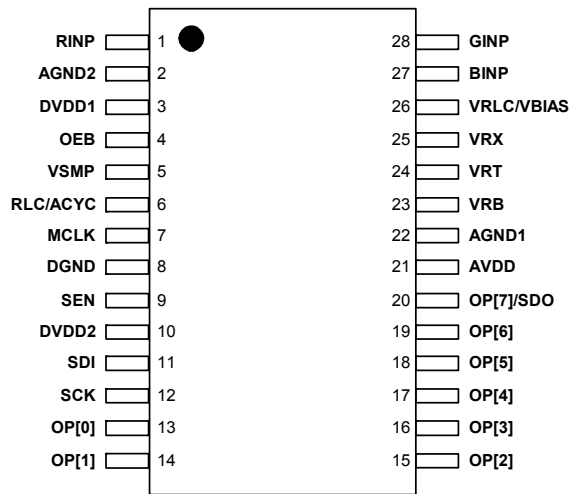 RINP 1 28 GINP
AGND2 2 27 BINP
DVDD1 3 26 VRLC/VBIAS
OEB 4 25 VRX
VSMP 5 24 VRT
RLC/ACYC 6 23 VRB
MCLK 7 22 AGND1
DGND 8 21 AVDD
SEN 9 20 OP[7]/SDO
DVDD2 10 19 OP[6]
SDI 11 18 OP[5]
SCK 12 17 OP[4]
OP[0] 13 16 OP[3]
OP[1] 14 15 OP[2]